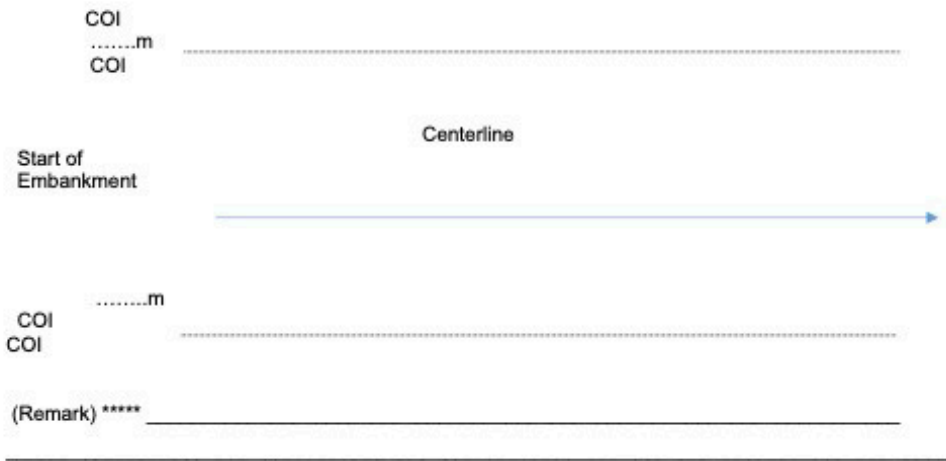 COI
.......m
COI
Centerline
Start of
Embankment
........m
COI
COI
(Remark) *****